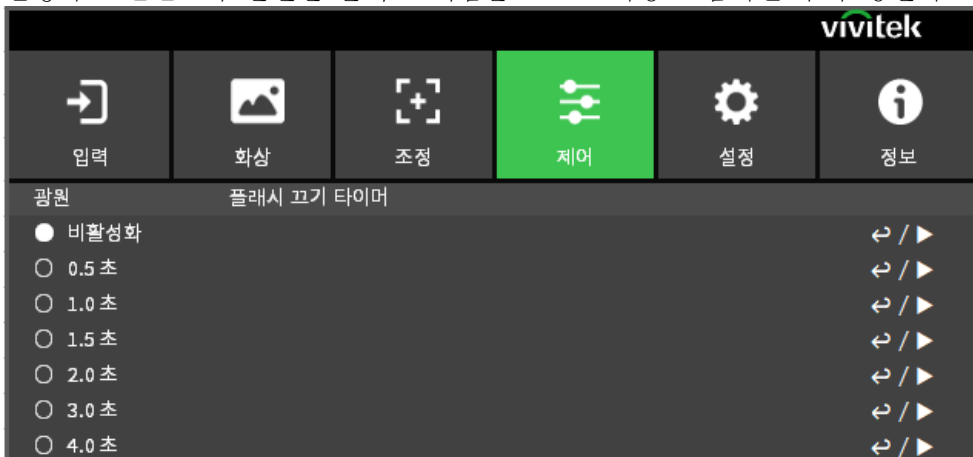 vivitek
입력 화상 조정 제어 설정 정보
광원 플래시 끄기 타이머
비활성화
0.5 초
1.0 초
1.5 초
2.0 초
3.0 초
4.0 초